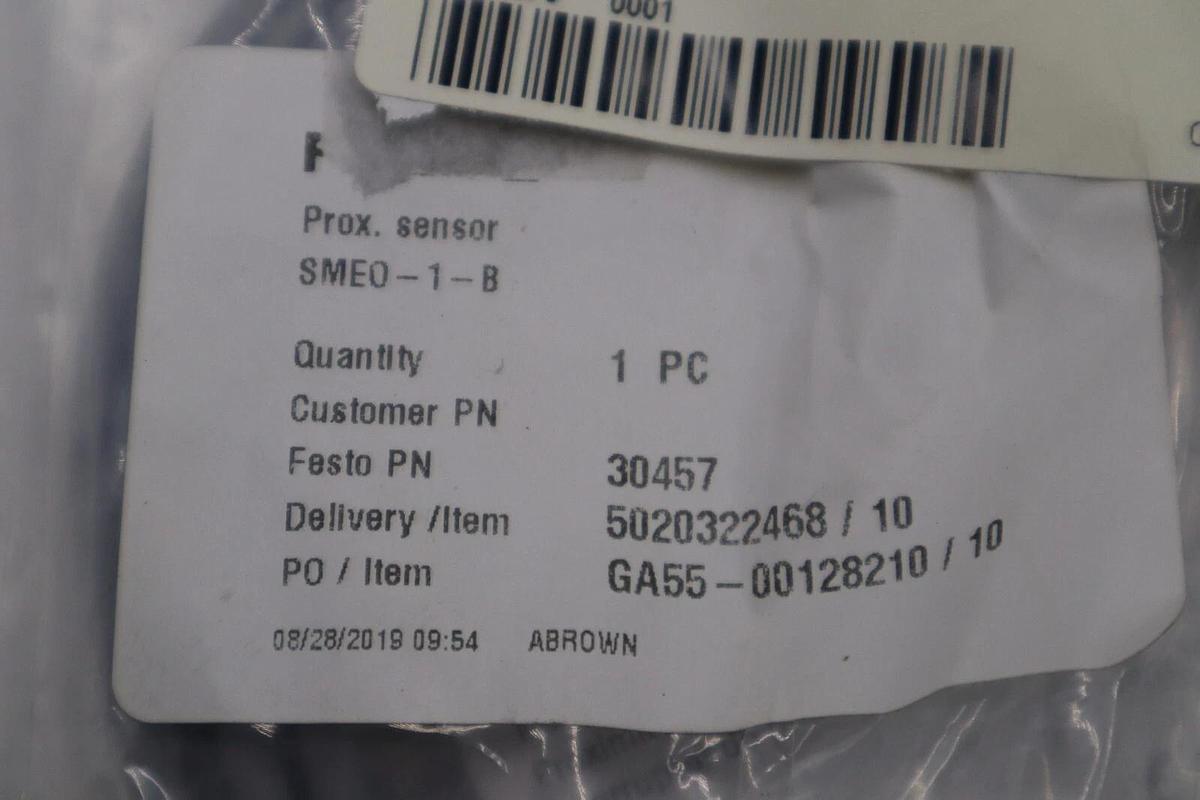 0001
Prox. sensor
SMEO-1-B
Quantity 1 PC
Customer PN
Festo PN 30457
Delivery /Item 5020322468 / 10
PO / Item GA55-00128210 / 10
08/28/2019 09:54 ABROWN